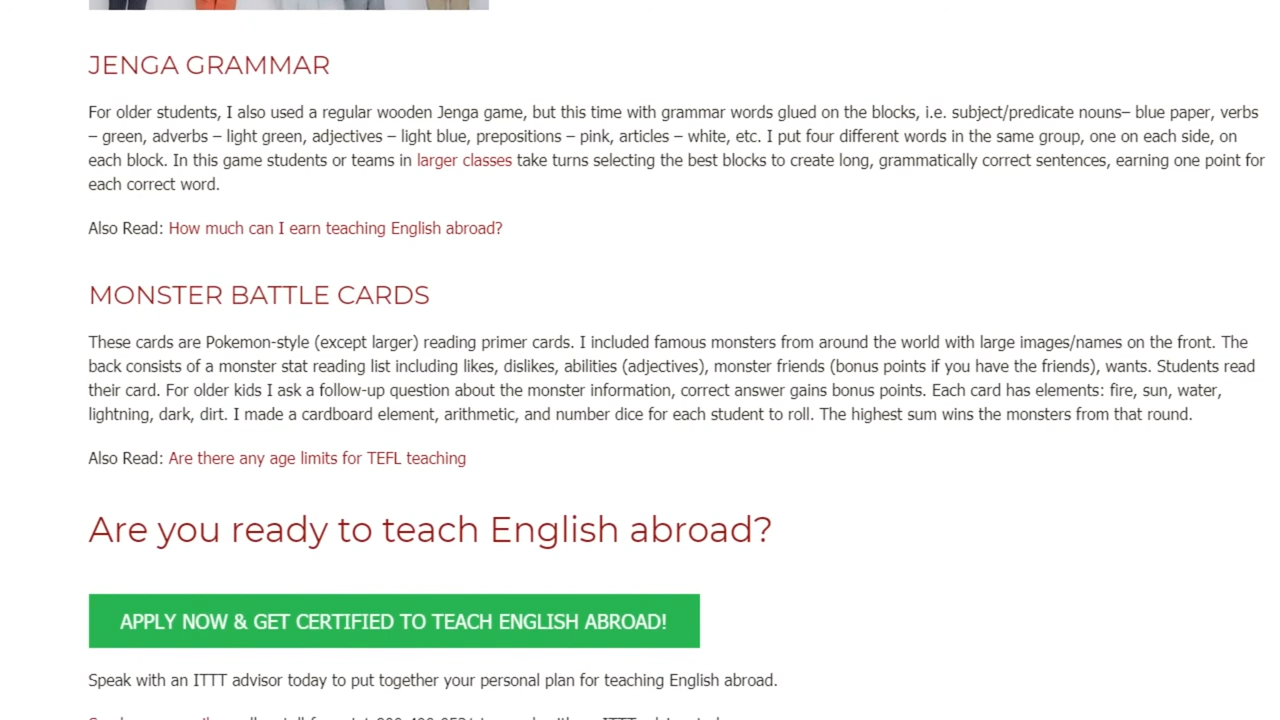 JENGA GRAMMAR
For older students, I also used a regular wooden Jenga game, but this time with grammar words glued on the blocks, i.e. subject/predicate nouns– blue paper, verbs
– green, adverbs – light green, adjectives – light blue, prepositions – pink, articles – white, etc. I put four different words in the same group, one on each side, on
each block. In this game students or teams in larger classes take turns selecting the best blocks to create long, grammatically correct sentences, earning one point for
each correct word.
Also Read: How much can I earn teaching English abroad?
MONSTER BATTLE CARDS
These cards are Pokemon-style (except larger) reading primer cards. I included famous monsters from around the world with large images/names on the front. The
back consists of a monster stat reading list including likes, dislikes, abilities (adjectives), monster friends (bonus points if you have the friends), wants. Students read
their card. For older kids I ask a follow-up question about the monster information, correct answer gains bonus points. Each card has elements: fire, sun, water,
lightning, dark, dirt. I made a cardboard element, arithmetic, and number dice for each student to roll. The highest sum wins the monsters from that round.
Also Read: Are there any age limits for TEFL teaching
Are you ready to teach English abroad?
APPLY NOW & GET CERTIFIED TO TEACH ENGLISH ABROAD!
Speak with an ITTT advisor today to put together your personal plan for teaching English abroad.